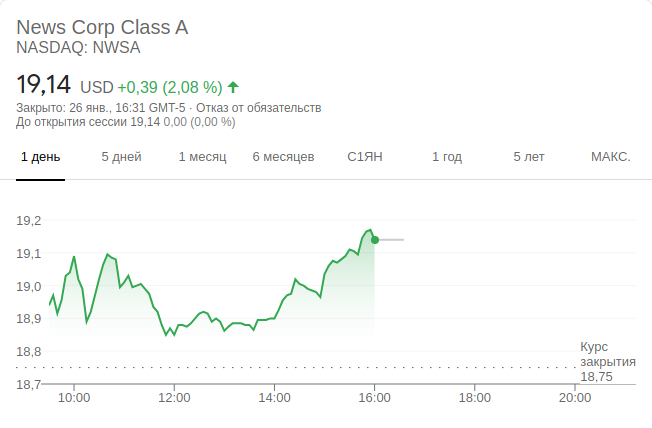 News Corp Class A
NASDAQ: NWSA
19,14 USD +0,39 (2,08 %)
Закрыто: 26 янв., 16:31 GMT-5 · Отказ от обязательств
До открытия сессии 19,14 0,00 (0,00 %)
1 день 5 дней 1 месяц 6 месяцев С1ЯН 1 год 5 лет МАКС.
19,2
19,1
19,0
18,9
18,8
Курс
закрытия
18,75
18,7
10:00 12:00 14:00 16:00 18:00 20:00